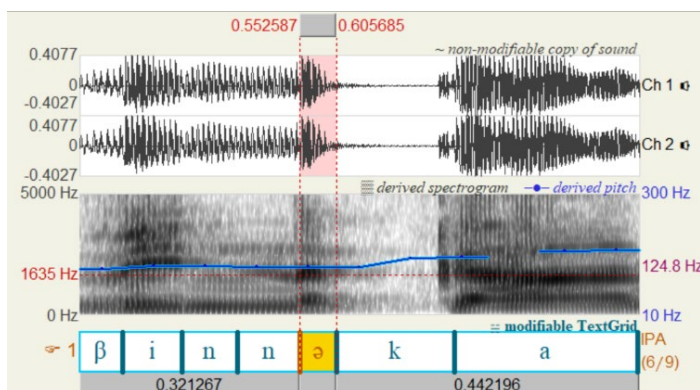 0.552587 0.605685
0.4077
~ non-modifiable copy of sound
0
Ch 1
-0.4027
0.4077
0
Ch 2
-0.4027
5000 Hz
derived spectrogram
derived pitch
300 Hz
1635 Hz
124.8 Hz
0 Hz
10 Hz
modifiable TextGrid
1 β i n n ə k a
IPA
(6/9)
0.321267 0.442196